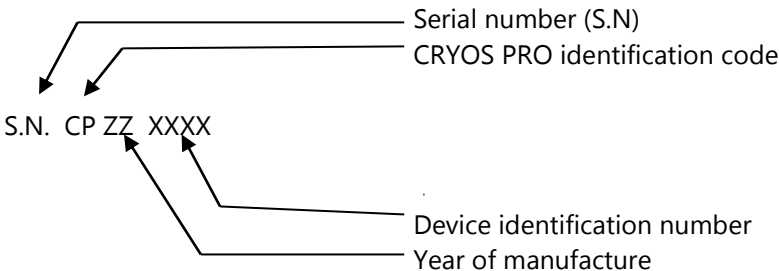 Serial number (S.N)
CRYOS PRO identification code
S.N. CP ZZ XXXX
Device identification number
Year of manufacture